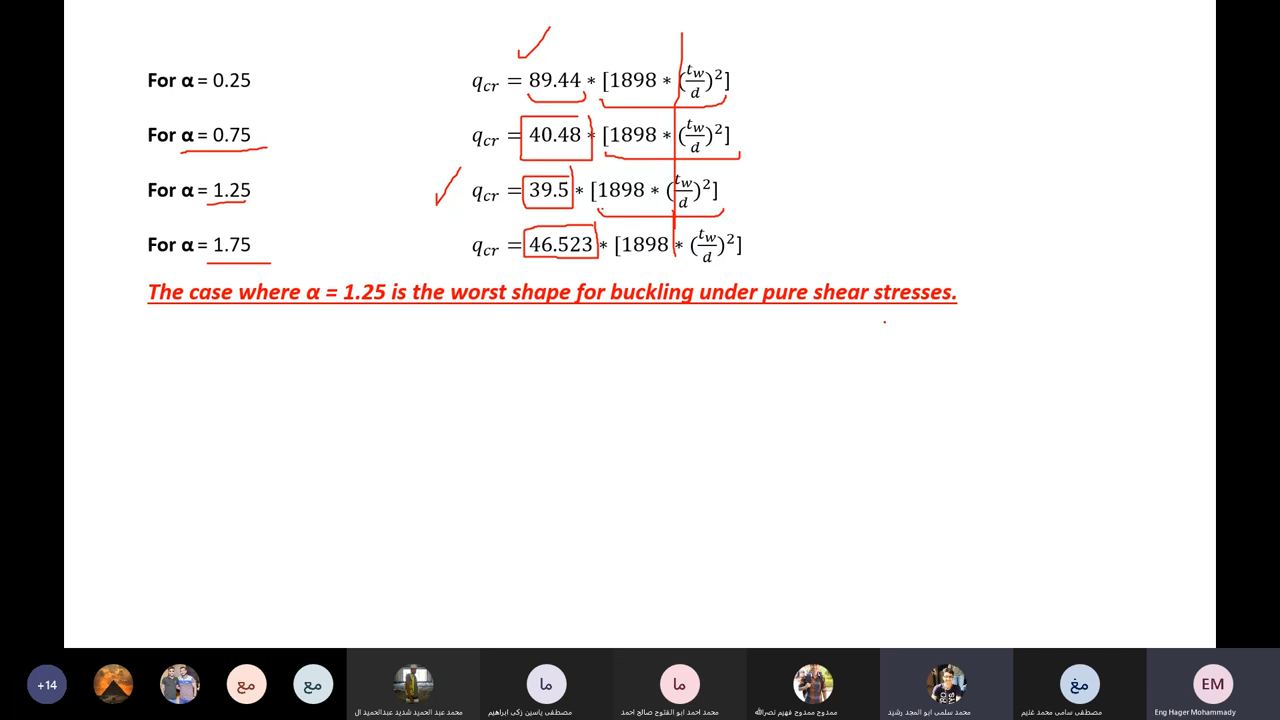 For α = 0.25 q_cr = 89.44 * [1898 * (t_w/d)^2]
For α = 0.75 q_cr = 40.48 * [1898 * (t_w/d)^2]
For α = 1.25 q_cr = 39.5 * [1898 * (t_w/d)^2]
For α = 1.75 q_cr = 46.523 * [1898 * (t_w/d)^2]
The case where α = 1.25 is the worst shape for buckling under pure shear stresses.
+14 مع مع ما ما مغ EM
محمد عبد الحميد شديد عبدالحميد ال مصطفى ياسين زكى ابراهيم محمد احمد ابو الفتوح صالح احمد ممدوح ممدوح فهيم نصرالله محمد سلمى ابو المجد رشيد مصطفى سامى محمد غنيم Eng Hager Mohammady